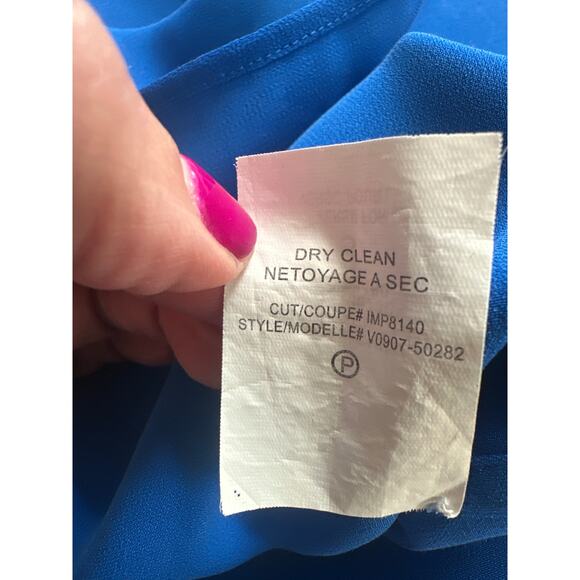 DRY CLEAN
NETOYAGE A SEC
CUT/COUPE# IMP8140
STYLE/MODELLE# V0907-50282
P